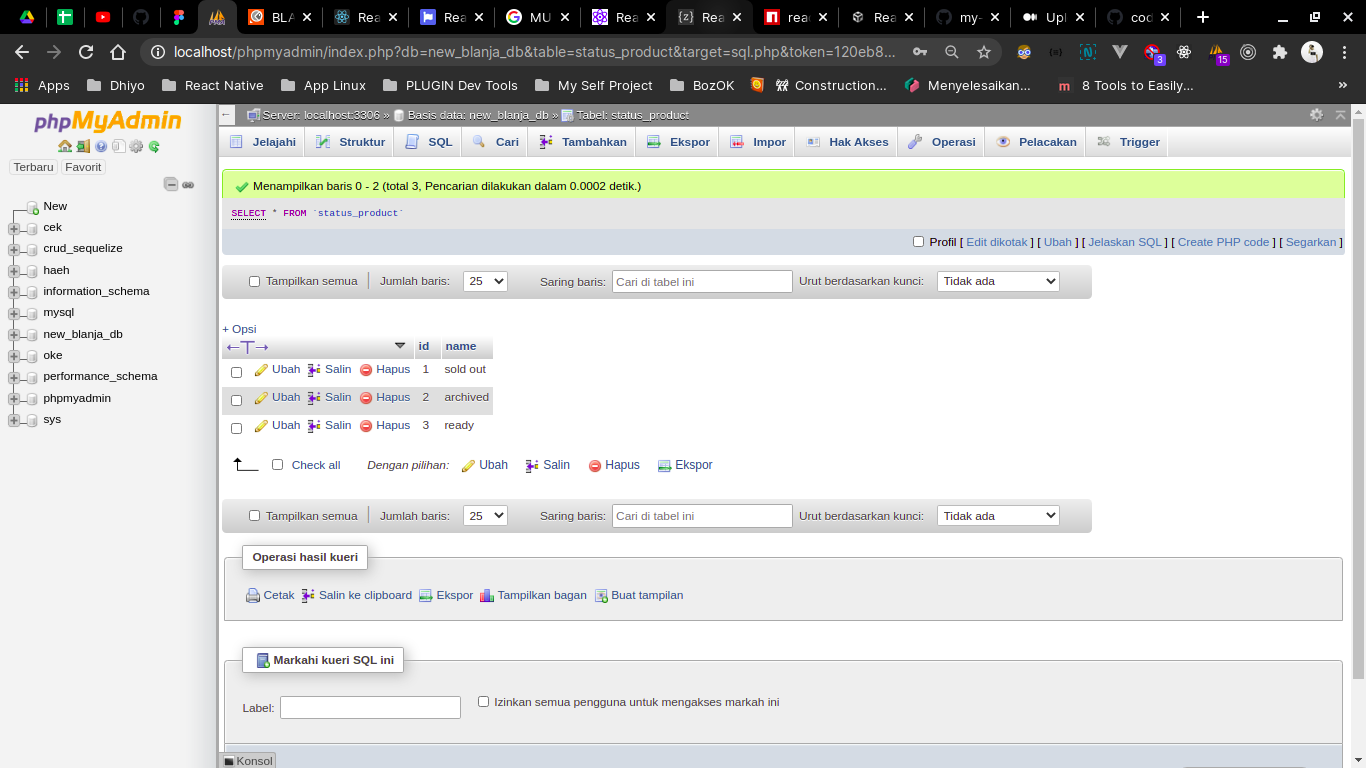 BLA
Rea
Rea
MU
Rea
Rea
reac
Rea
my-
Upl
cod
localhost/phpmyadmin/index.php?db=new_blanja_db&table=status_product&target=sql.php&token=120eb8...
3
15
Apps Dhiyo React Native App Linux PLUGIN Dev Tools My Self Project BozOK Construction... Menyelesaikan... m 8 Tools to Easily...
phpMyAdmin
Terbaru Favorit
New
cek
crud_sequelize
haeh
information_schema
mysql
new_blanja_db
oke
performance_schema
phpmyadmin
sys
Server: localhost:3306 » Basis data: new_blanja_db » Tabel: status_product
Jelajahi Struktur SQL Cari Tambahkan Ekspor Impor Hak Akses Operasi Pelacakan Trigger
Menampilkan baris 0 - 2 (total 3, Pencarian dilakukan dalam 0.0002 detik.)
SELECT * FROM `status_product`
Profil [ Edit dikotak ] [ Ubah ] [ Jelaskan SQL ] [ Create PHP code ] [ Segarkan ]
Tampilkan semua Jumlah baris: 25 Saring baris: Cari di tabel ini Urut berdasarkan kunci: Tidak ada
+ Opsi
←T→ id name
Ubah Salin Hapus 1 sold out
Ubah Salin Hapus 2 archived
Ubah Salin Hapus 3 ready
Check all Dengan pilihan: Ubah Salin Hapus Ekspor
Tampilkan semua Jumlah baris: 25 Saring baris: Cari di tabel ini Urut berdasarkan kunci: Tidak ada
Operasi hasil kueri
Cetak Salin ke clipboard Ekspor Tampilkan bagan Buat tampilan
Markahi kueri SQL ini
Label: Izinkan semua pengguna untuk mengakses markah ini
Konsol